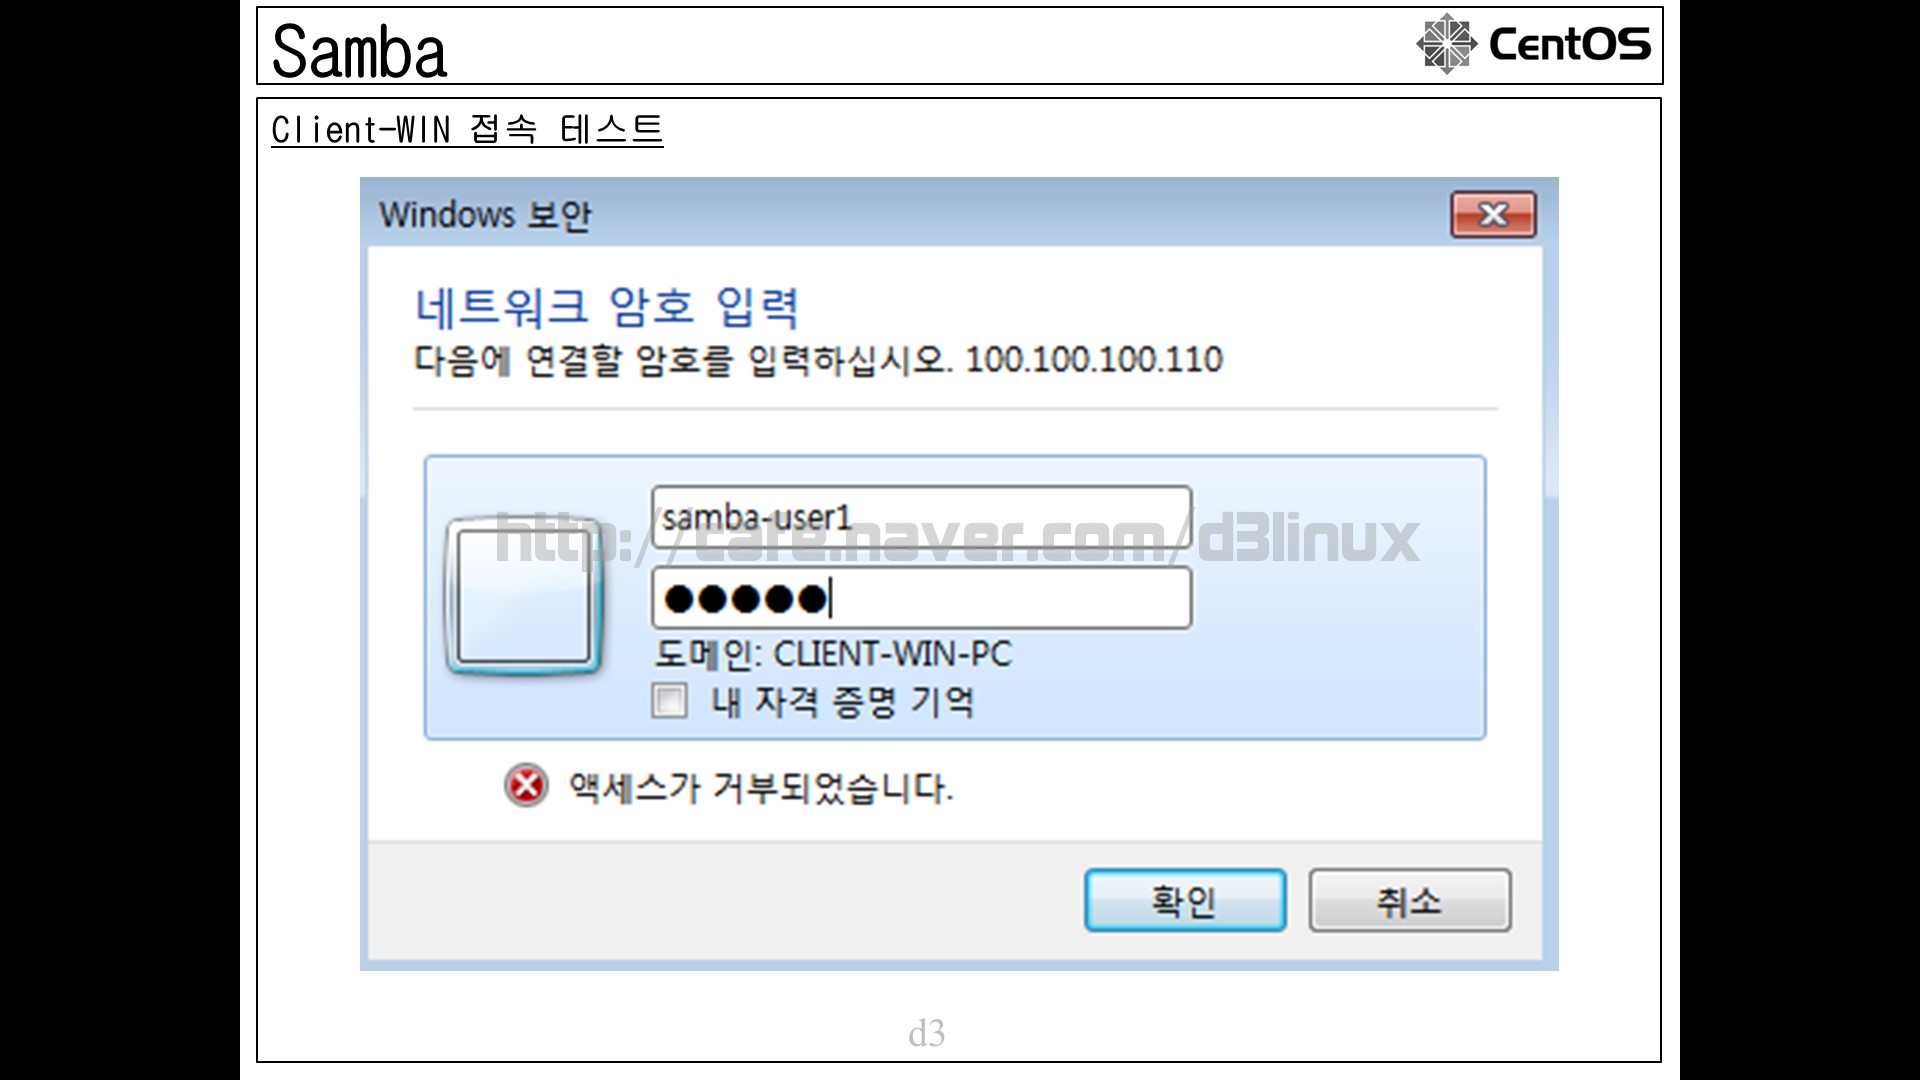 Samba
CentOS
Client-WIN 접속 테스트
Windows 보안
네트워크 암호 입력
다음에 연결할 암호를 입력하십시오. 100.100.100.110
samba-user1
http://cafe.naver.com/d3linux
●●●●●
도메인: CLIENT-WIN-PC
내 자격 증명 기억
액세스가 거부되었습니다.
확인
취소
d3